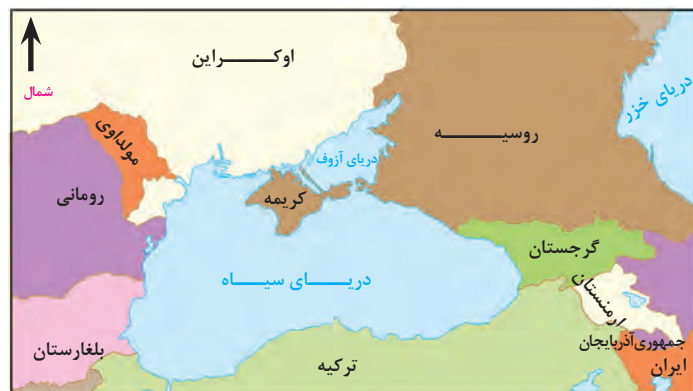 اوکراین
شمال
دریای خزر
روسیه
مولداوی
دریای آزوف
رومانی
کریمه
گرجستان
دریای سیاه
ارمنستان
جمهوری آذربایجان
بلغارستان
ترکیه
ایران